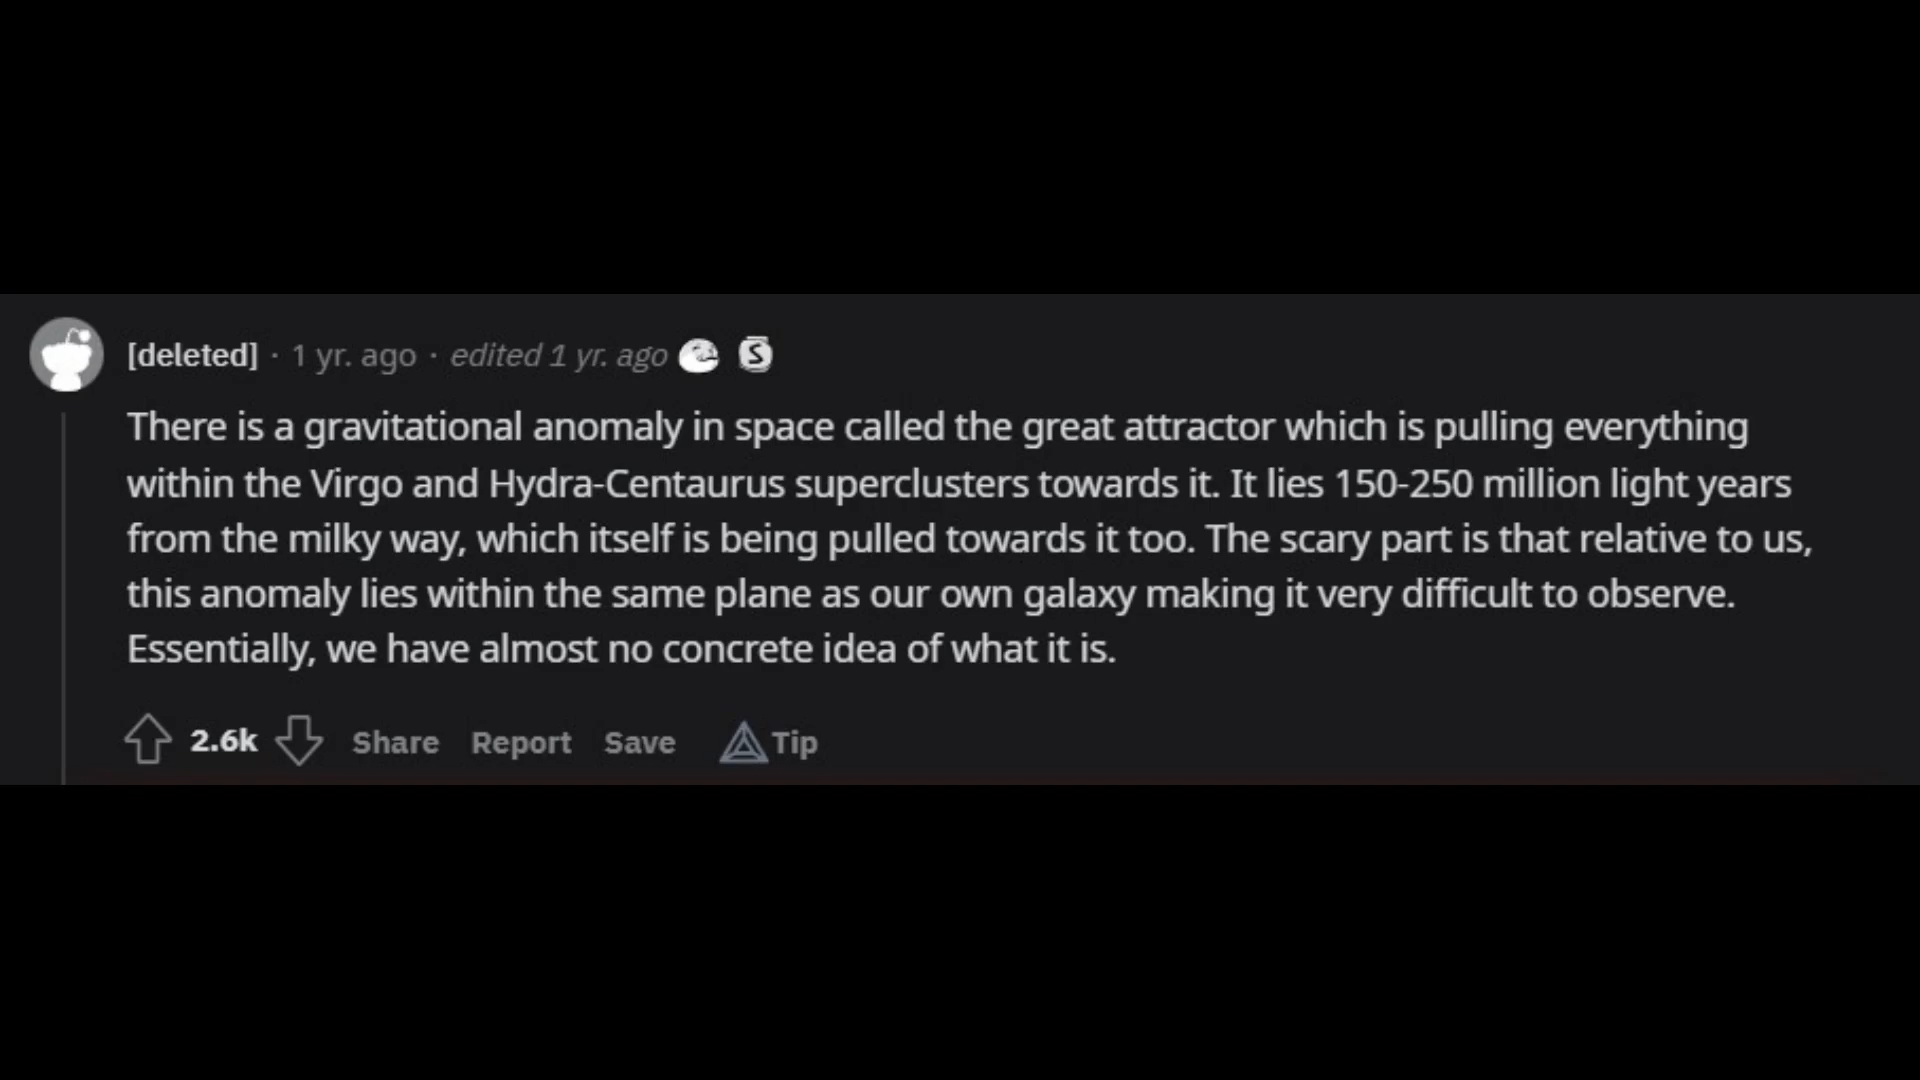 [deleted] · 1 yr. ago · edited 1 yr. ago S
There is a gravitational anomaly in space called the great attractor which is pulling everything
within the Virgo and Hydra-Centaurus superclusters towards it. It lies 150-250 million light years
from the milky way, which itself is being pulled towards it too. The scary part is that relative to us,
this anomaly lies within the same plane as our own galaxy making it very difficult to observe.
Essentially, we have almost no concrete idea of what it is.
2.6k Share Report Save Tip